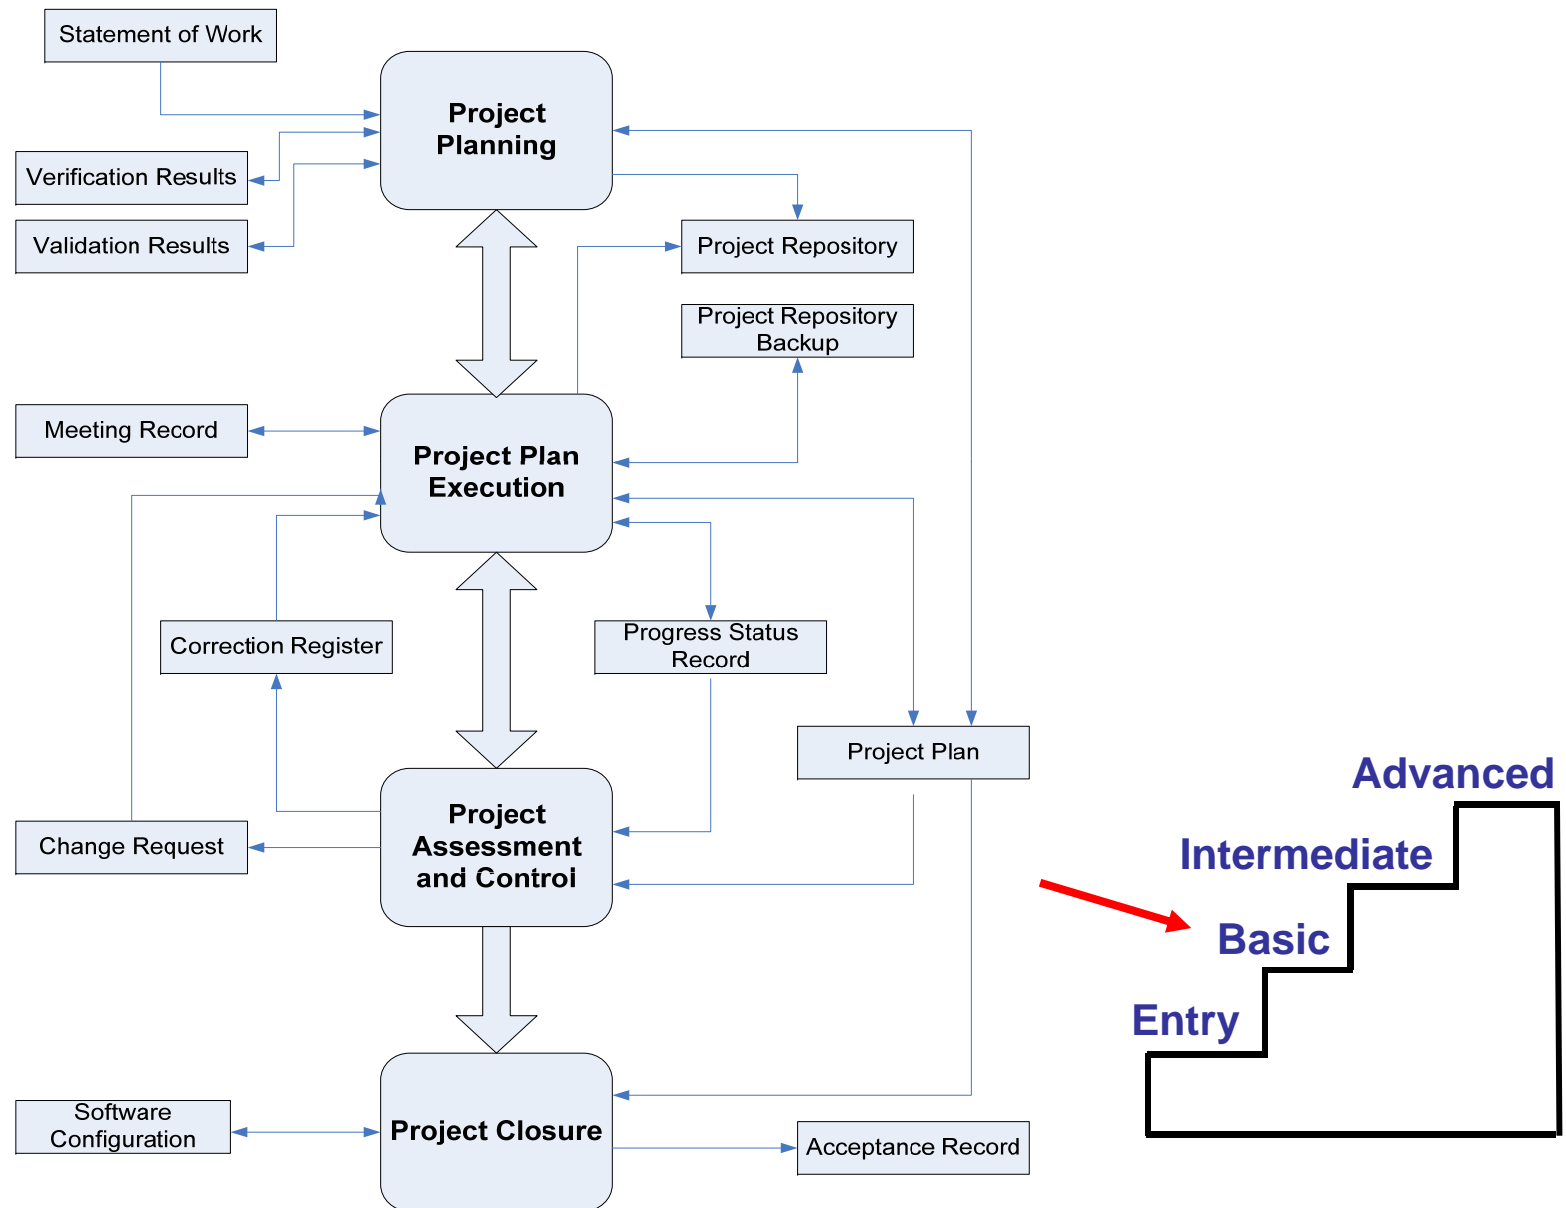 Statement of Work
Project
Planning
Verification Results
Validation Results
Project Repository
Project Repository
Backup
Meeting Record
Project Plan
Execution
Correction Register
Progress Status
Record
Project Plan
Project
Assessment
and Control
Change Request
Advanced
Intermediate
Basic
Entry
Software
Configuration
Project Closure
Acceptance Record